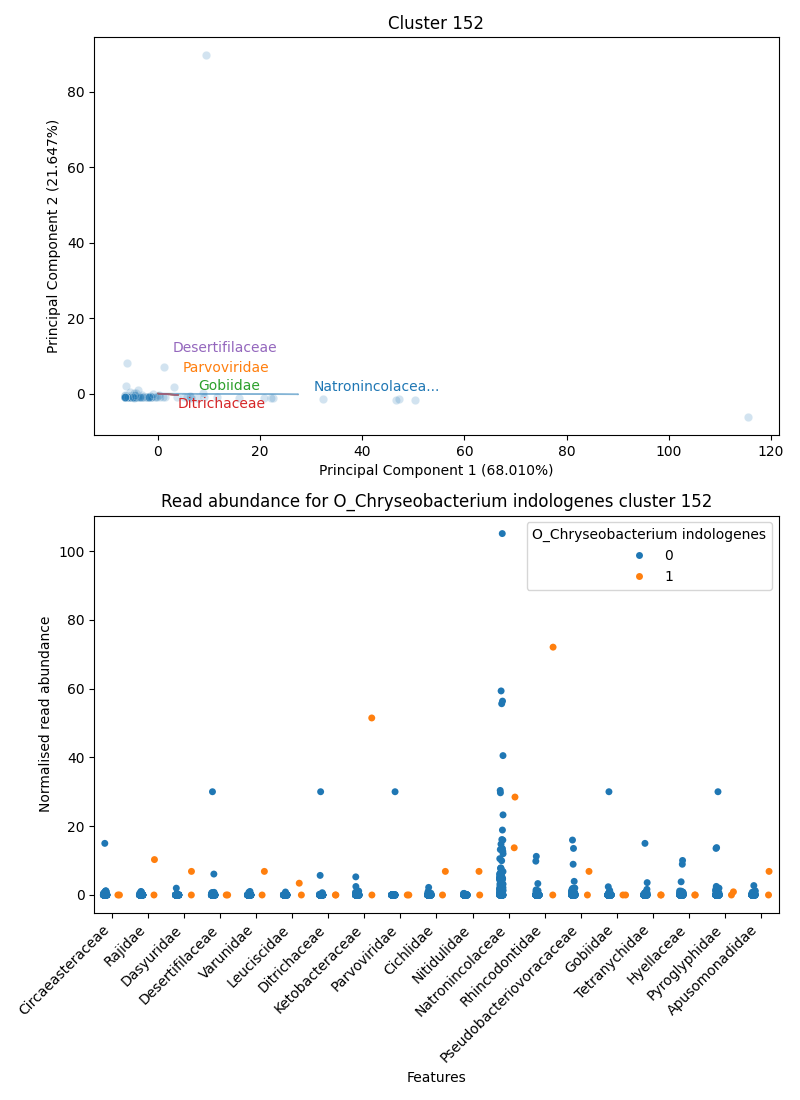 Cluster 152
80
60
40
20
0
Principal Component 2 (21.647%)
Desertifilaceae
Parvoviridae
Gobiidae
Natronincolacea...
Ditrichaceae
0 20 40 60 80 100 120
Principal Component 1 (68.010%)
Read abundance for O_Chryseobacterium indologenes cluster 152
O_Chryseobacterium indologenes
0
1
100
80
60
40
20
0
Normalised read abundance
Circaeasteraceae
Rajidae
Dasyuridae
Desertifilaceae
Varunidae
Leuciscidae
Ditrichaceae
Ketobacteraceae
Parvoviridae
Cichlidae
Nitidulidae
Natronincolaceae
Rhincodontidae
Pseudobacteriovoracaceae
Gobiidae
Tetranychidae
Hyellaceae
Pyroglyphidae
Apusomonadidae
Features